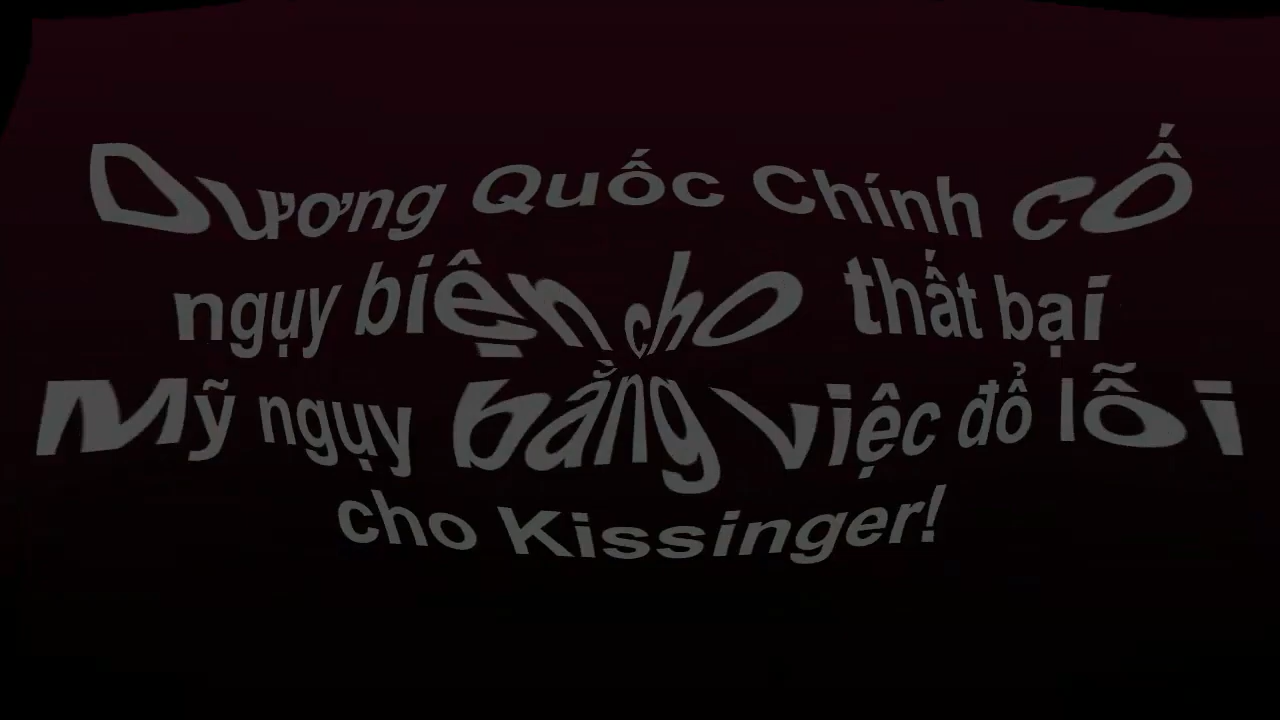 Dương Quốc Chính cố
ngụy biện cho thất bại
Mỹ ngụy bằng việc đổ lỗi
cho Kissinger!